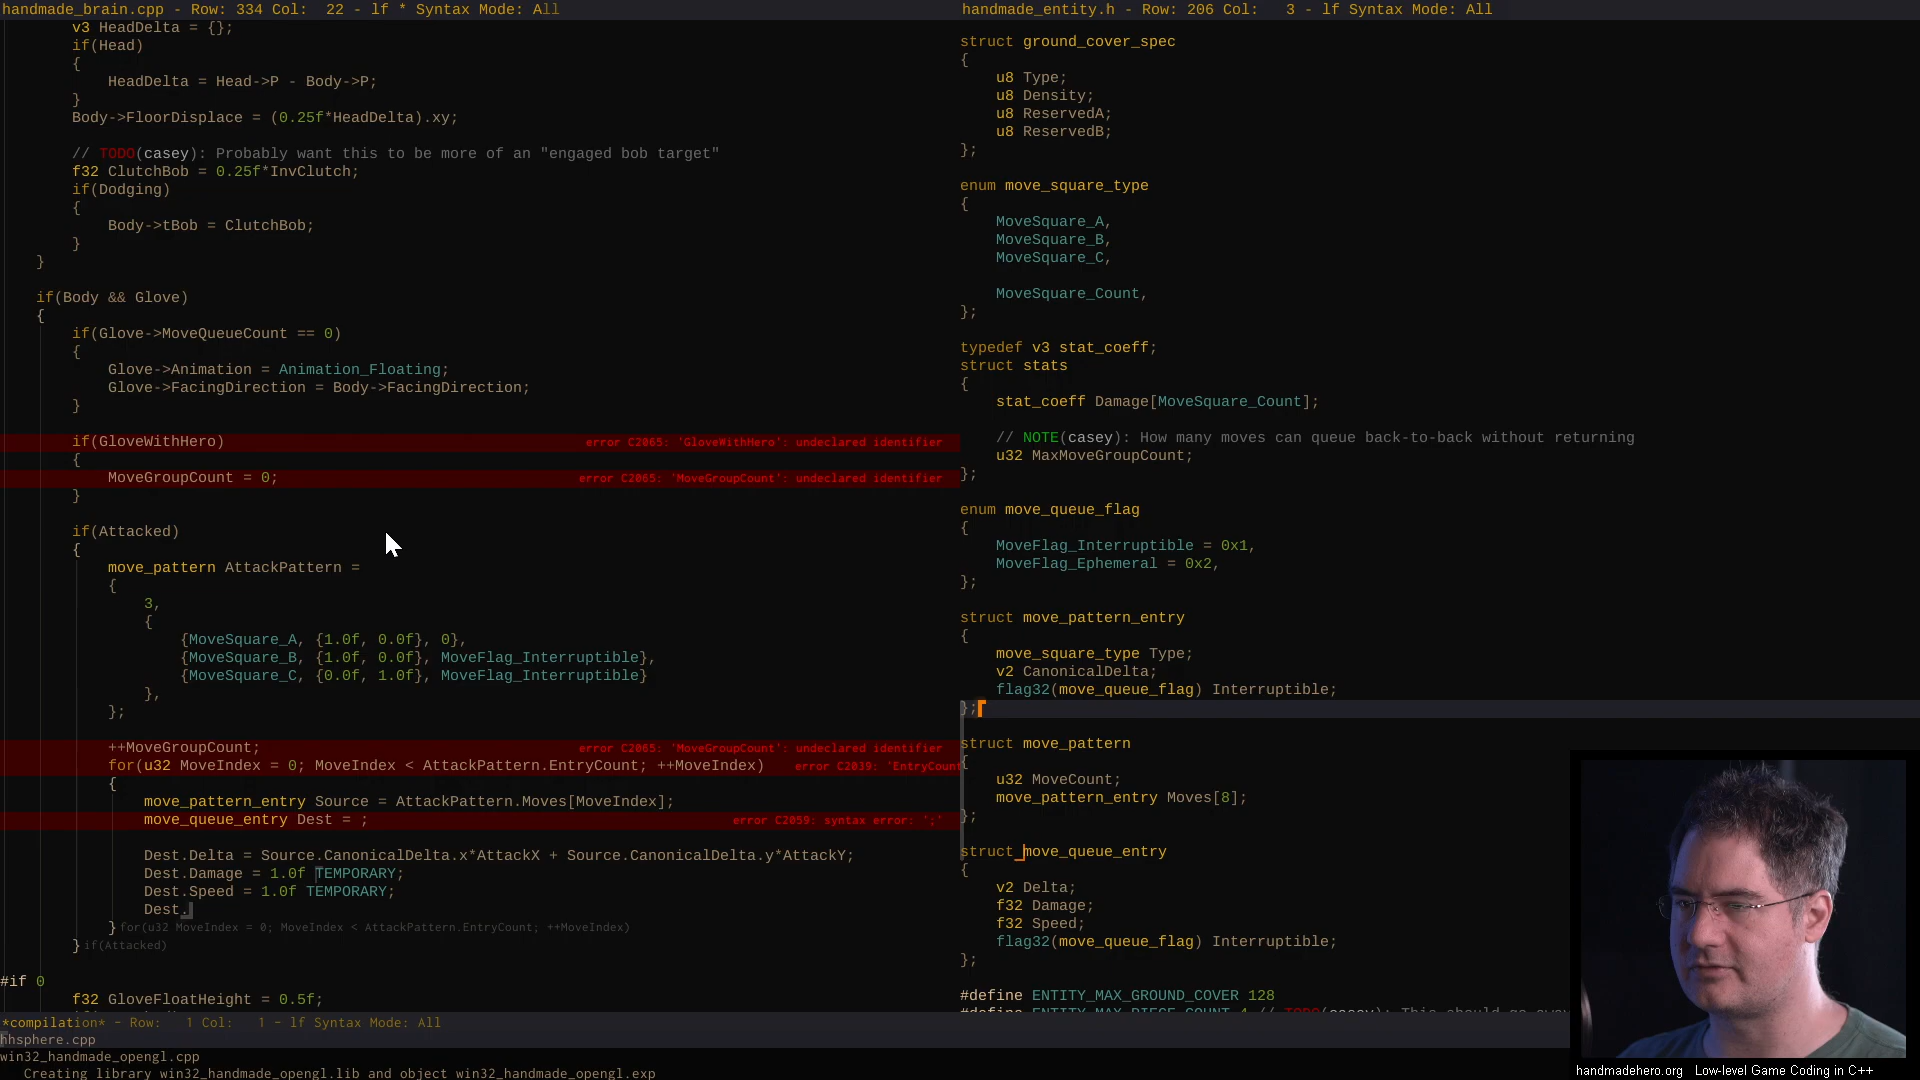 handmade_brain.cpp - Row: 334 Col:  22 - lf * Syntax Mode: All
v3 HeadDelta = {};
if(Head)
{
HeadDelta = Head->P - Body->P;
}
Body->FloorDisplace = (0.25f*HeadDelta).xy;
// TODO(casey): Probably want this to be more of an "engaged bob target"
f32 ClutchBob = 0.25f*InvClutch;
if(Dodging)
{
Body->tBob = ClutchBob;
}
}
if(Body && Glove)
{
if(Glove->MoveQueueCount == 0)
{
Glove->Animation = Animation_Floating;
Glove->FacingDirection = Body->FacingDirection;
}
if(GloveWithHero) error C2065: 'GloveWithHero': undeclared identifier
{
MoveGroupCount = 0; error C2065: 'MoveGroupCount': undeclared identifier
}
if(Attacked)
{
move_pattern AttackPattern =
{
3,
{
{MoveSquare_A, {1.0f, 0.0f}, 0},
{MoveSquare_B, {1.0f, 0.0f}, MoveFlag_Interruptible},
{MoveSquare_C, {0.0f, 1.0f}, MoveFlag_Interruptible}
},
};
++MoveGroupCount; error C2065: 'MoveGroupCount': undeclared identifier
for(u32 MoveIndex = 0; MoveIndex < AttackPattern.EntryCount; ++MoveIndex) error C2039: 'EntryCount
{
move_pattern_entry Source = AttackPattern.Moves[MoveIndex];
move_queue_entry Dest = ; error C2059: syntax error: ';'
Dest.Delta = Source.CanonicalDelta.x*AttackX + Source.CanonicalDelta.y*AttackY;
Dest.Damage = 1.0f TEMPORARY;
Dest.Speed = 1.0f TEMPORARY;
Dest.
} for(u32 MoveIndex = 0; MoveIndex < AttackPattern.EntryCount; ++MoveIndex)
} if(Attacked)
#if 0
f32 GloveFloatHeight = 0.5f;
*compilation* - Row:   1 Col:   1 - lf Syntax Mode: All
hhsphere.cpp
win32_handmade_opengl.cpp
Creating library win32_handmade_opengl.lib and object win32_handmade_opengl.exp
handmade_entity.h - Row: 206 Col:   3 - lf Syntax Mode: All
struct ground_cover_spec
{
u8 Type;
u8 Density;
u8 ReservedA;
u8 ReservedB;
};
enum move_square_type
{
MoveSquare_A,
MoveSquare_B,
MoveSquare_C,
MoveSquare_Count,
};
typedef v3 stat_coeff;
struct stats
{
stat_coeff Damage[MoveSquare_Count];
// NOTE(casey): How many moves can queue back-to-back without returning
u32 MaxMoveGroupCount;
};
enum move_queue_flag
{
MoveFlag_Interruptible = 0x1,
MoveFlag_Ephemeral = 0x2,
};
struct move_pattern_entry
{
move_square_type Type;
v2 CanonicalDelta;
flag32(move_queue_flag) Interruptible;
};
struct move_pattern
{
u32 MoveCount;
move_pattern_entry Moves[8];
};
struct move_queue_entry
{
v2 Delta;
f32 Damage;
f32 Speed;
flag32(move_queue_flag) Interruptible;
};
#define ENTITY_MAX_GROUND_COVER 128
handmadehero.org   Low-level Game Coding in C++